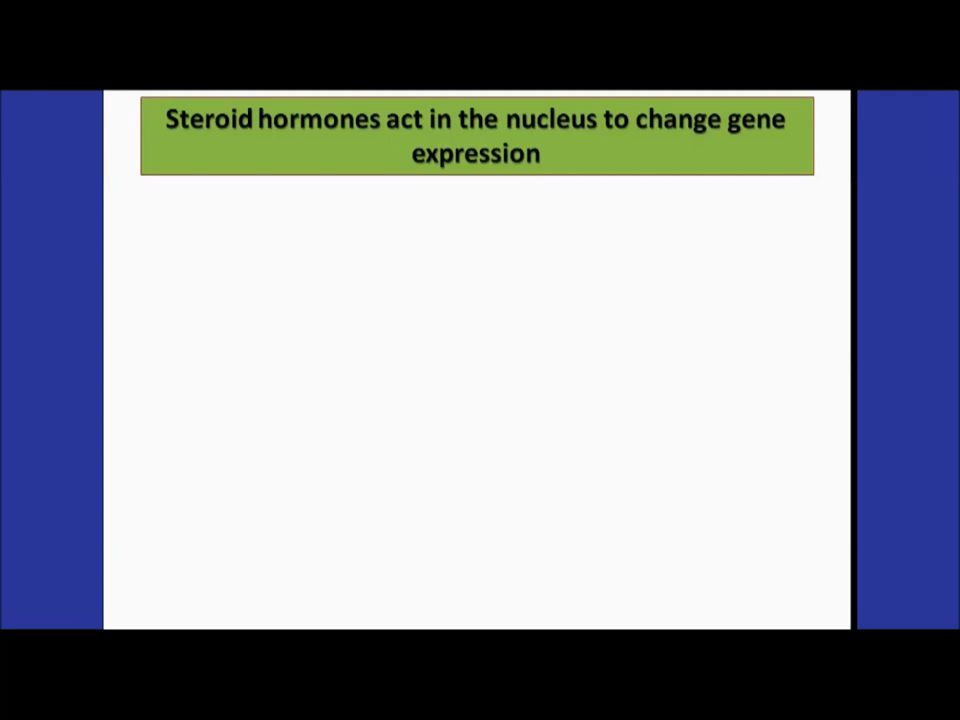 Steroid hormones act in the nucleus to change gene
expression